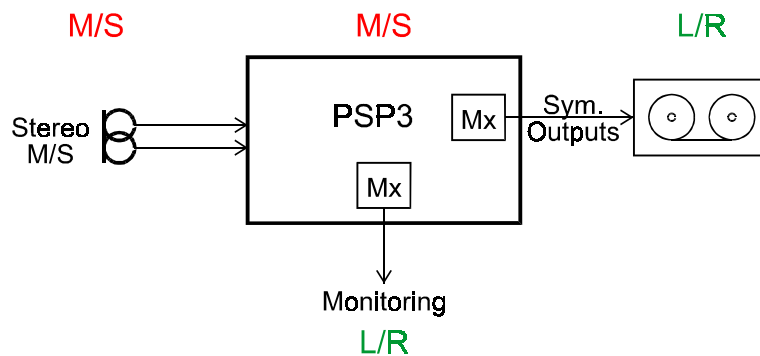 M/S
M/S
L/R
Stereo
M/S
PSP3
Mx
Sym.
Outputs
Mx
Monitoring
L/R